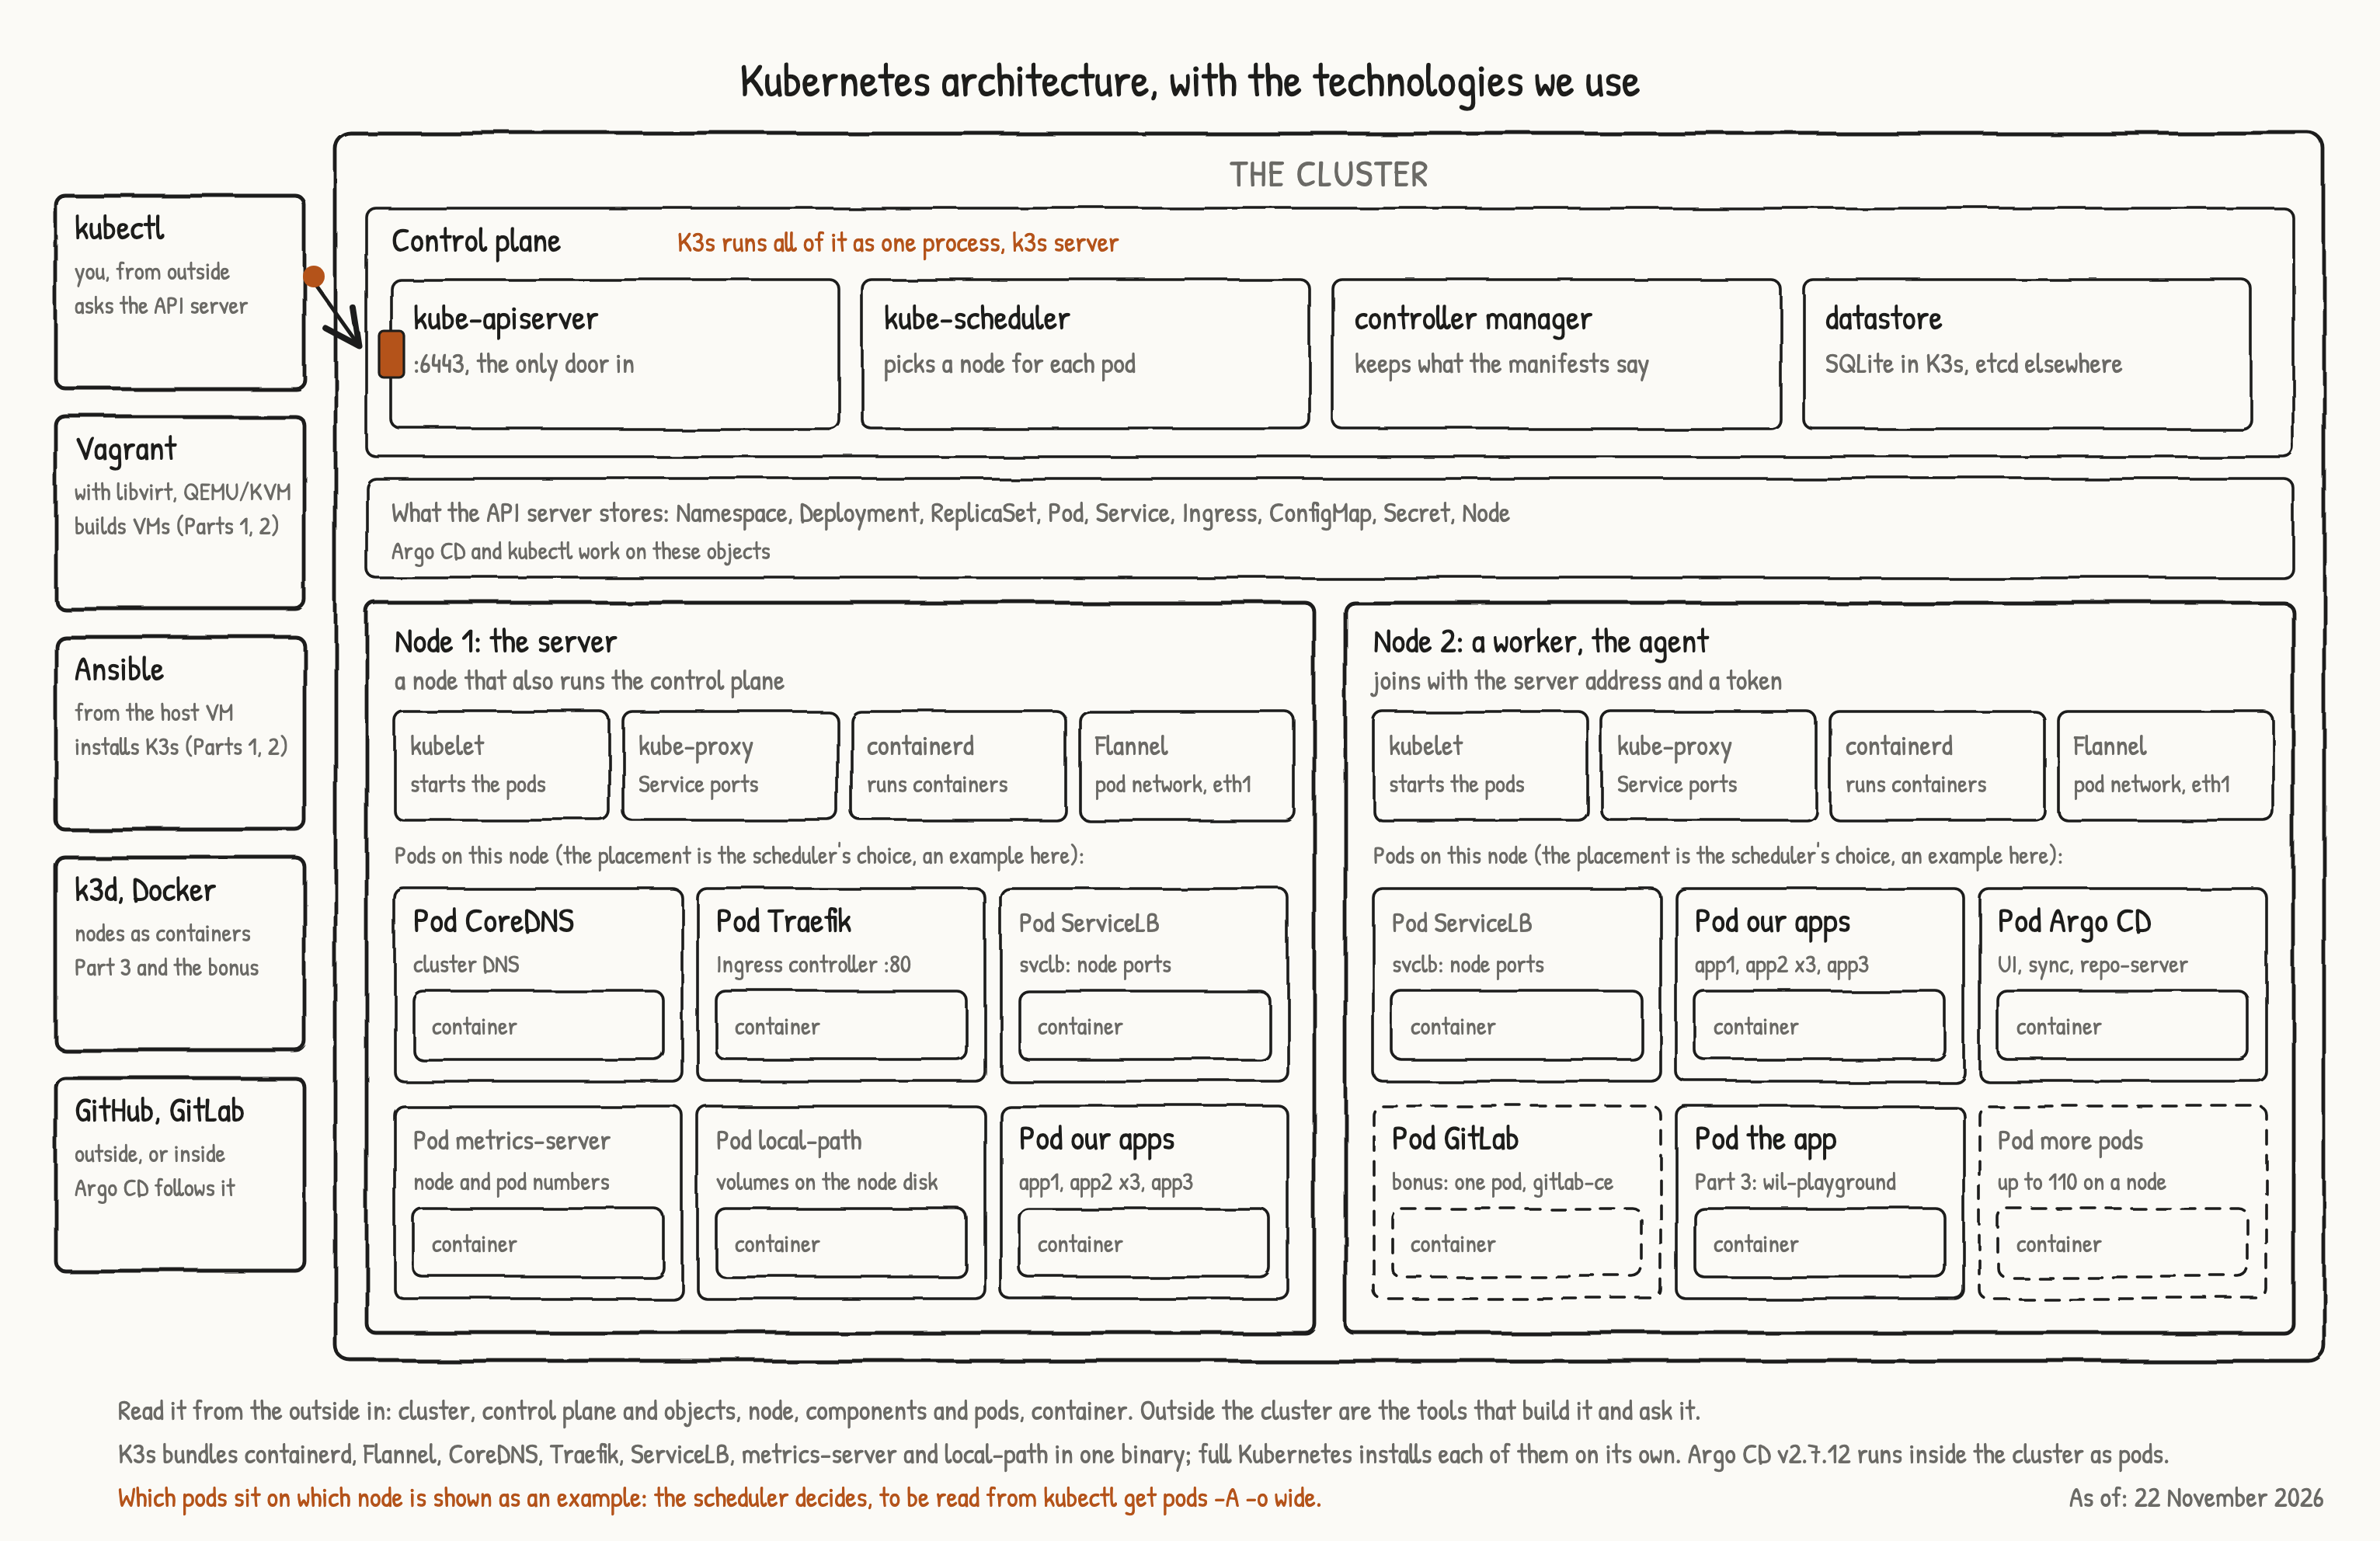 Kubernetes architecture, with the technologies we use
kubectl
you, from outside
asks the API server
Vagrant
with libvirt, QEMU/KVM
builds VMs (Parts 1, 2)
Ansible
from the host VM
installs K3s (Parts 1, 2)
k3d, Docker
nodes as containers
Part 3 and the bonus
GitHub, GitLab
outside, or inside
Argo CD follows it
THE CLUSTER
Control plane
K3s runs all of it as one process, k3s server
kube-apiserver
:6443, the only door in
kube-scheduler
picks a node for each pod
controller manager
keeps what the manifests say
datastore
SQLite in K3s, etcd elsewhere
What the API server stores: Namespace, Deployment, ReplicaSet, Pod, Service, Ingress, ConfigMap, Secret, Node
Argo CD and kubectl work on these objects
Node 1: the server
a node that also runs the control plane
kubelet
starts the pods
kube-proxy
Service ports
containerd
runs containers
Flannel
pod network, eth1
Pods on this node (the placement is the scheduler's choice, an example here):
Pod CoreDNS
cluster DNS
container
Pod Traefik
Ingress controller :80
container
Pod ServiceLB
svclb: node ports
container
Pod metrics-server
node and pod numbers
container
Pod local-path
volumes on the node disk
container
Pod our apps
app1, app2 x3, app3
container
Node 2: a worker, the agent
joins with the server address and a token
kubelet
starts the pods
kube-proxy
Service ports
containerd
runs containers
Flannel
pod network, eth1
Pods on this node (the placement is the scheduler's choice, an example here):
Pod ServiceLB
svclb: node ports
container
Pod our apps
app1, app2 x3, app3
container
Pod Argo CD
UI, sync, repo-server
container
Pod GitLab
bonus: one pod, gitlab-ce
container
Pod the app
Part 3: wil-playground
container
Pod more pods
up to 110 on a node
container
Read it from the outside in: cluster, control plane and objects, node, components and pods, container. Outside the cluster are the tools that build it and ask it.
K3s bundles containerd, Flannel, CoreDNS, Traefik, ServiceLB, metrics-server and local-path in one binary; full Kubernetes installs each of them on its own. Argo CD v2.7.12 runs inside the cluster as pods.
Which pods sit on which node is shown as an example: the scheduler decides, to be read from kubectl get pods -A -o wide.
As of: 22 November 2026